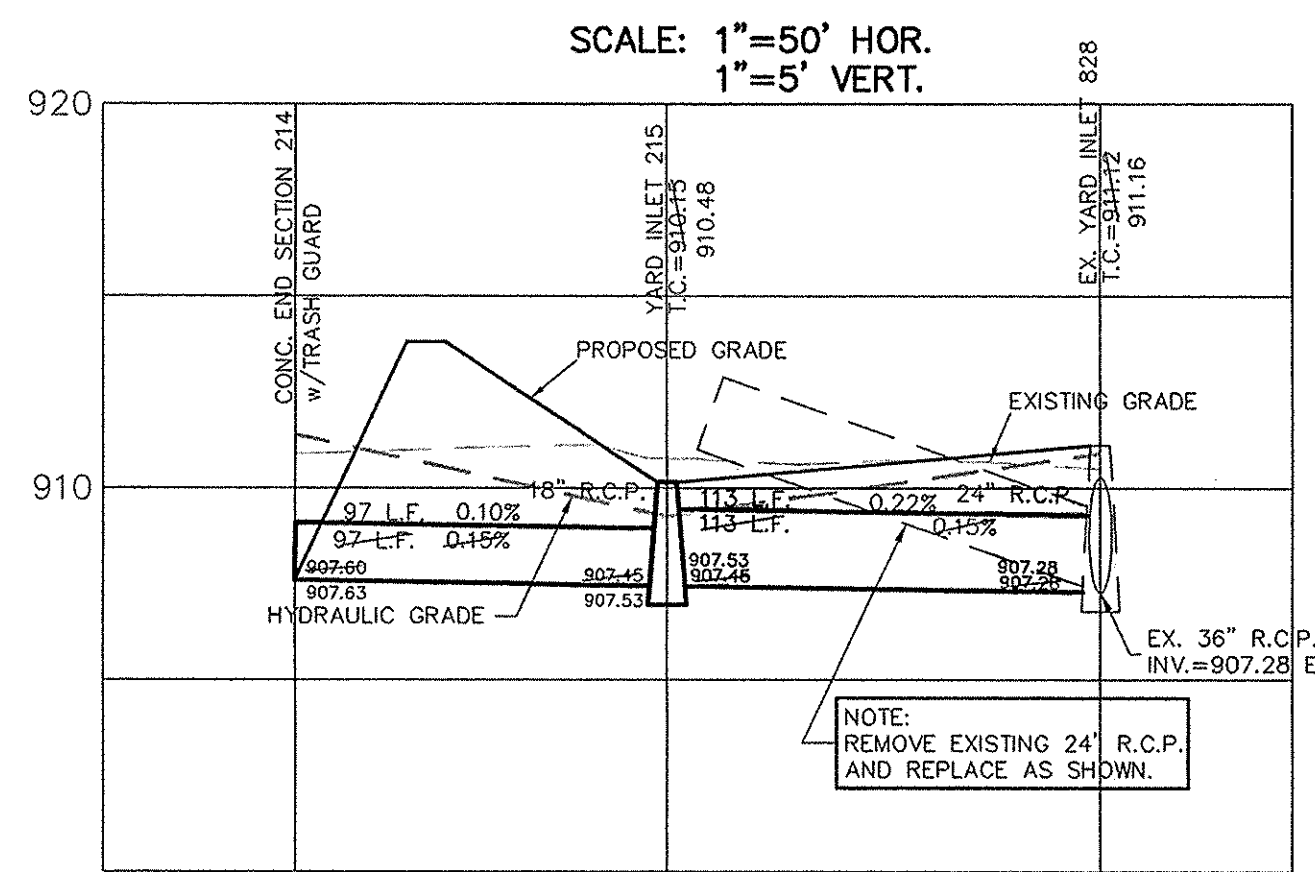 SCALE: 1"=50' HOR.
1"=5' VERT.
920
910
CONC. END SECTION 214
w/TRASH GUARD
YARD INLET 215
T.C.=910.15
910.48
EX. YARD INLET 828
T.C.=911.12
911.16
PROPOSED GRADE
EXISTING GRADE
18" R.C.P.
97 L.F. 0.10%
97 L.F. 0.15%
113 L.F. 0.22% 24" R.C.P.
113 L.F. 0.15%
907.60
907.63
907.45
907.53
907.53
907.45
907.28
907.28
HYDRAULIC GRADE
EX. 36" R.C.P.
INV.=907.28 E
NOTE:
REMOVE EXISTING 24' R.C.P.
AND REPLACE AS SHOWN.